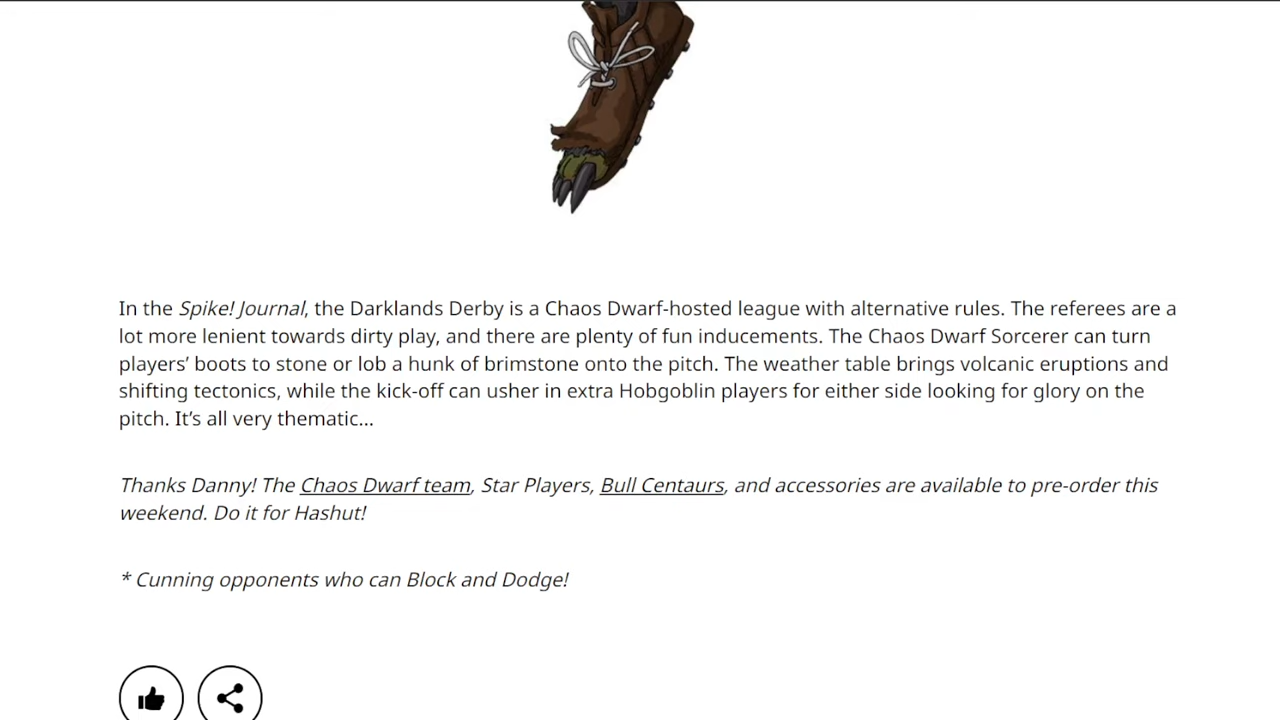 In the Spike! Journal, the Darklands Derby is a Chaos Dwarf-hosted league with alternative rules. The referees are a
lot more lenient towards dirty play, and there are plenty of fun inducements. The Chaos Dwarf Sorcerer can turn
players’ boots to stone or lob a hunk of brimstone onto the pitch. The weather table brings volcanic eruptions and
shifting tectonics, while the kick-off can usher in extra Hobgoblin players for either side looking for glory on the
pitch. It’s all very thematic…
Thanks Danny! The Chaos Dwarf team, Star Players, Bull Centaurs, and accessories are available to pre-order this
weekend. Do it for Hashut!
* Cunning opponents who can Block and Dodge!